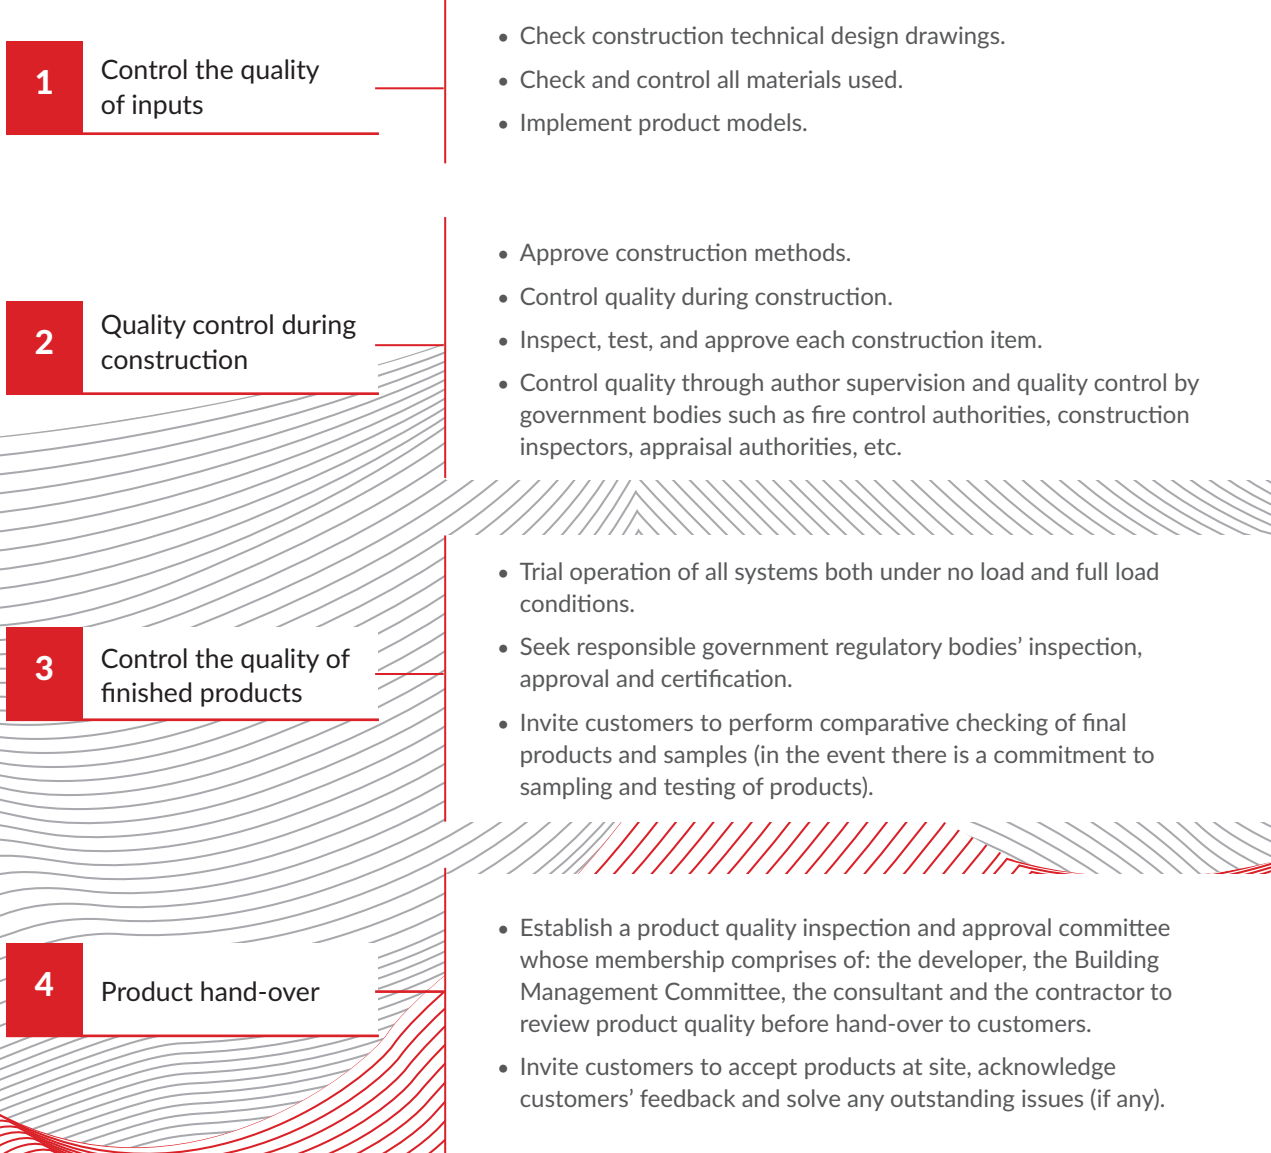 1
Control the quality
of inputs
• Check construction technical design drawings.
• Check and control all materials used.
• Implement product models.
2
Quality control during
construction
• Approve construction methods.
• Control quality during construction.
• Inspect, test, and approve each construction item.
• Control quality through author supervision and quality control by
government bodies such as fire control authorities, construction
inspectors, appraisal authorities, etc.
3
Control the quality of
finished products
• Trial operation of all systems both under no load and full load
conditions.
• Seek responsible government regulatory bodies’ inspection,
approval and certification.
• Invite customers to perform comparative checking of final
products and samples (in the event there is a commitment to
sampling and testing of products).
4
Product hand-over
• Establish a product quality inspection and approval committee
whose membership comprises of: the developer, the Building
Management Committee, the consultant and the contractor to
review product quality before hand-over to customers.
• Invite customers to accept products at site, acknowledge
customers’ feedback and solve any outstanding issues (if any).